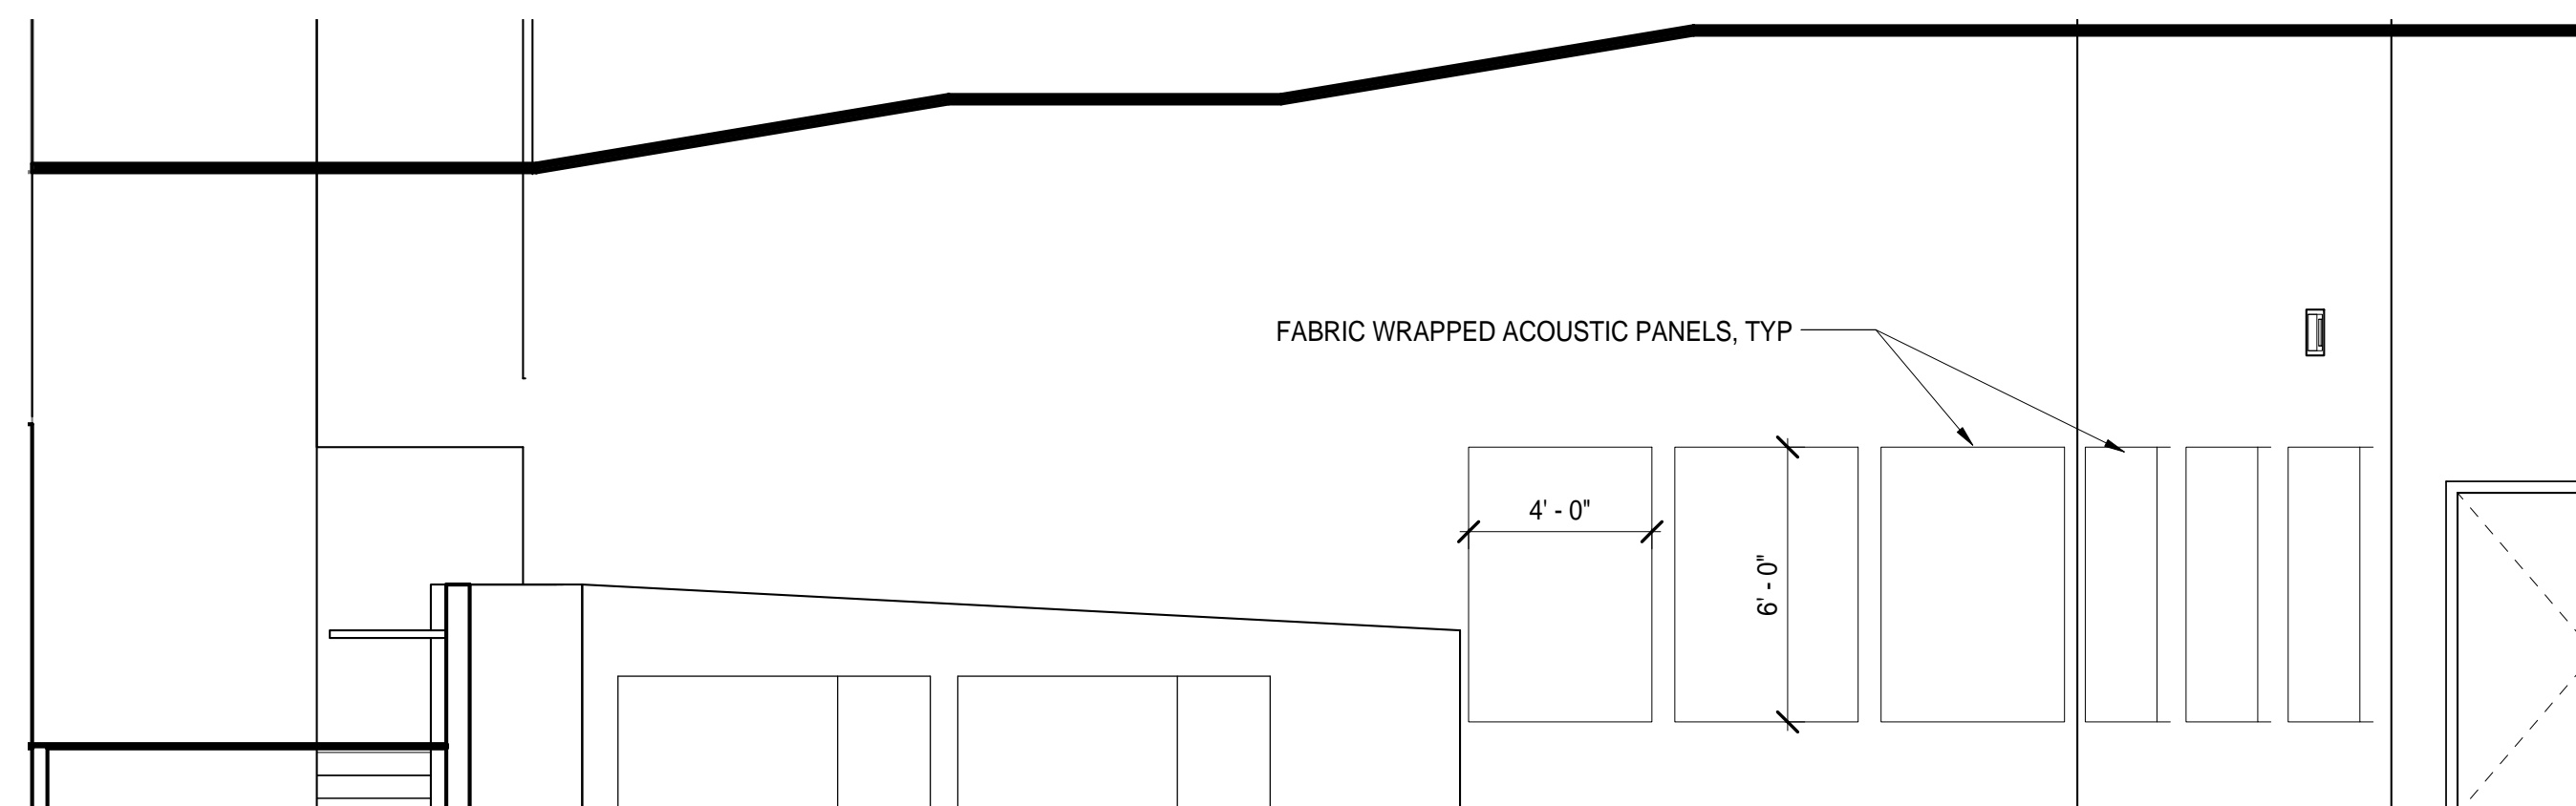 FABRIC WRAPPED ACOUSTIC PANELS, TYP
4' - 0"
6' - 0"